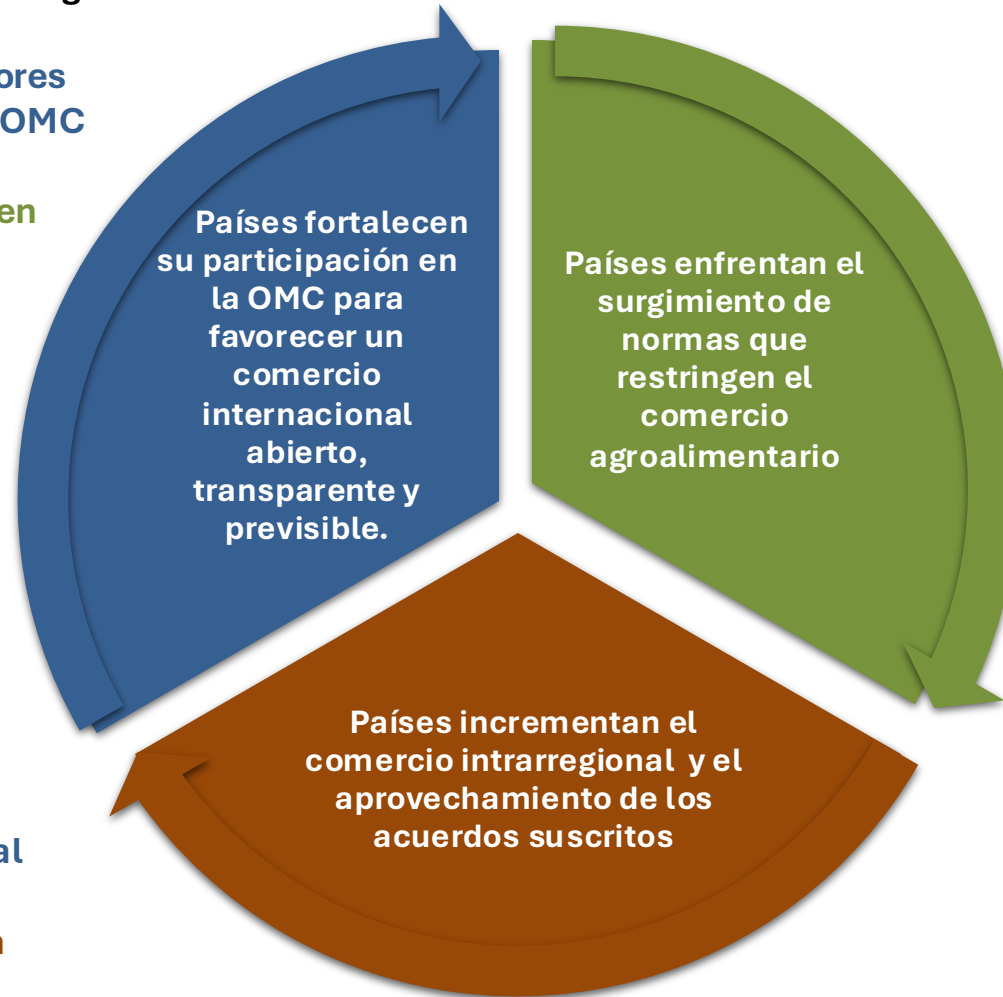 ores
OMC
en
Países fortalecen
su participación en
la OMC para
favorecer un
comercio
internacional
abierto,
transparente y
previsible.
Países enfrentan el
surgimiento de
normas que
restringen el
comercio
agroalimentario
Países incrementan el
comercio intrarregional y el
aprovechamiento de los
acuerdos suscritos
al